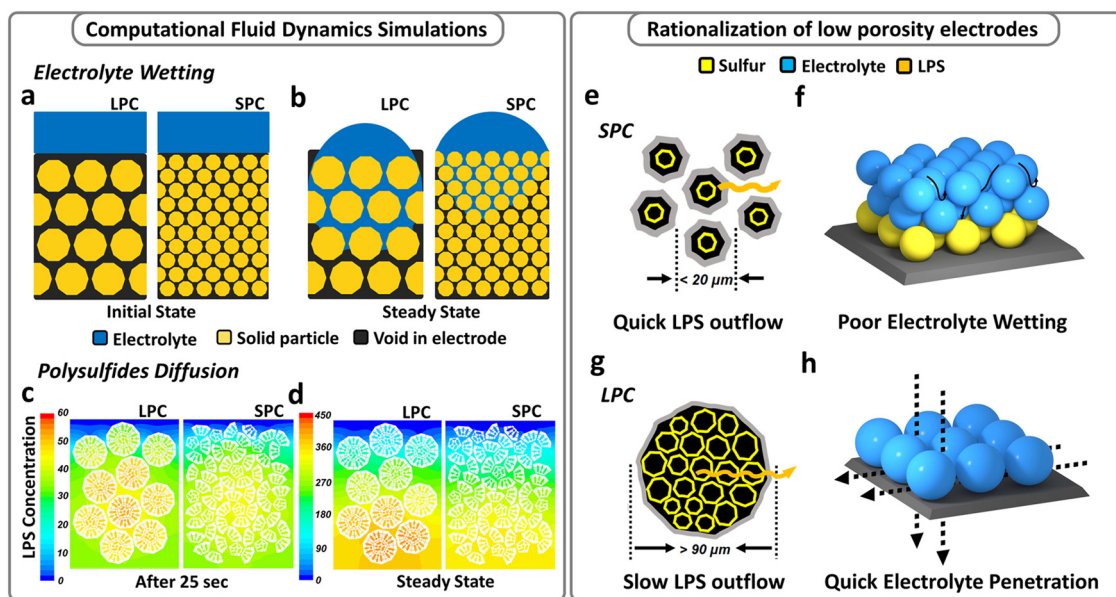 Computational Fluid Dynamics Simulations
Electrolyte Wetting
a
LPC
SPC
b
LPC
SPC
Initial State
Steady State
Electrolyte
Solid particle
Void in electrode
Polysulfides Diffusion
c
LPC
SPC
d
LPC
SPC
LPS Concentration
60
50
40
30
20
10
0
450
360
270
180
90
0
After 25 sec
Steady State
Rationalization of low porosity electrodes
Sulfur
Electrolyte
LPS
e
SPC
< 20 μm
Quick LPS outflow
f
Poor Electrolyte Wetting
g
LPC
> 90 μm
Slow LPS outflow
h
Quick Electrolyte Penetration